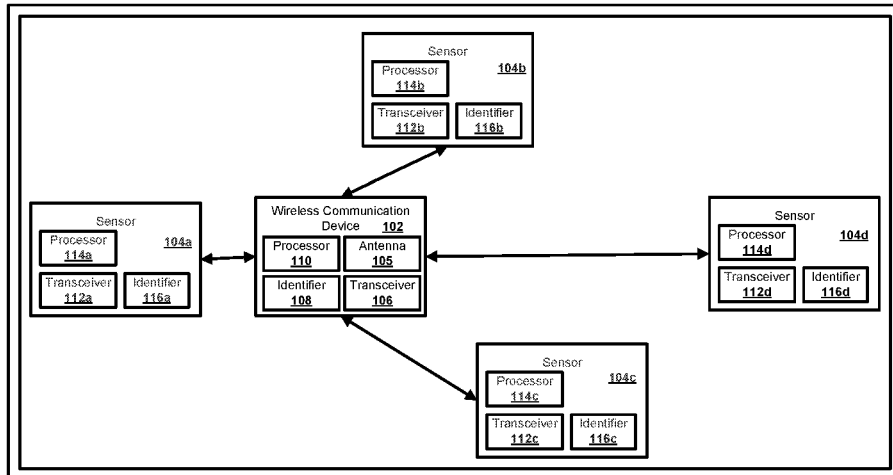 Sensor
Processor
104b
114b
Transceiver
Identifier
112b
116b
Wireless Communication
Device 102
Processor
Antenna
110
105
Identifier
Transceiver
108
106
Sensor
Processor
104a
114a
Transceiver
Identifier
112a
116a
Sensor
Processor
104d
114d
Transceiver
Identifier
112d
116d
Sensor
Processor
104c
114c
Transceiver
Identifier
112c
116c